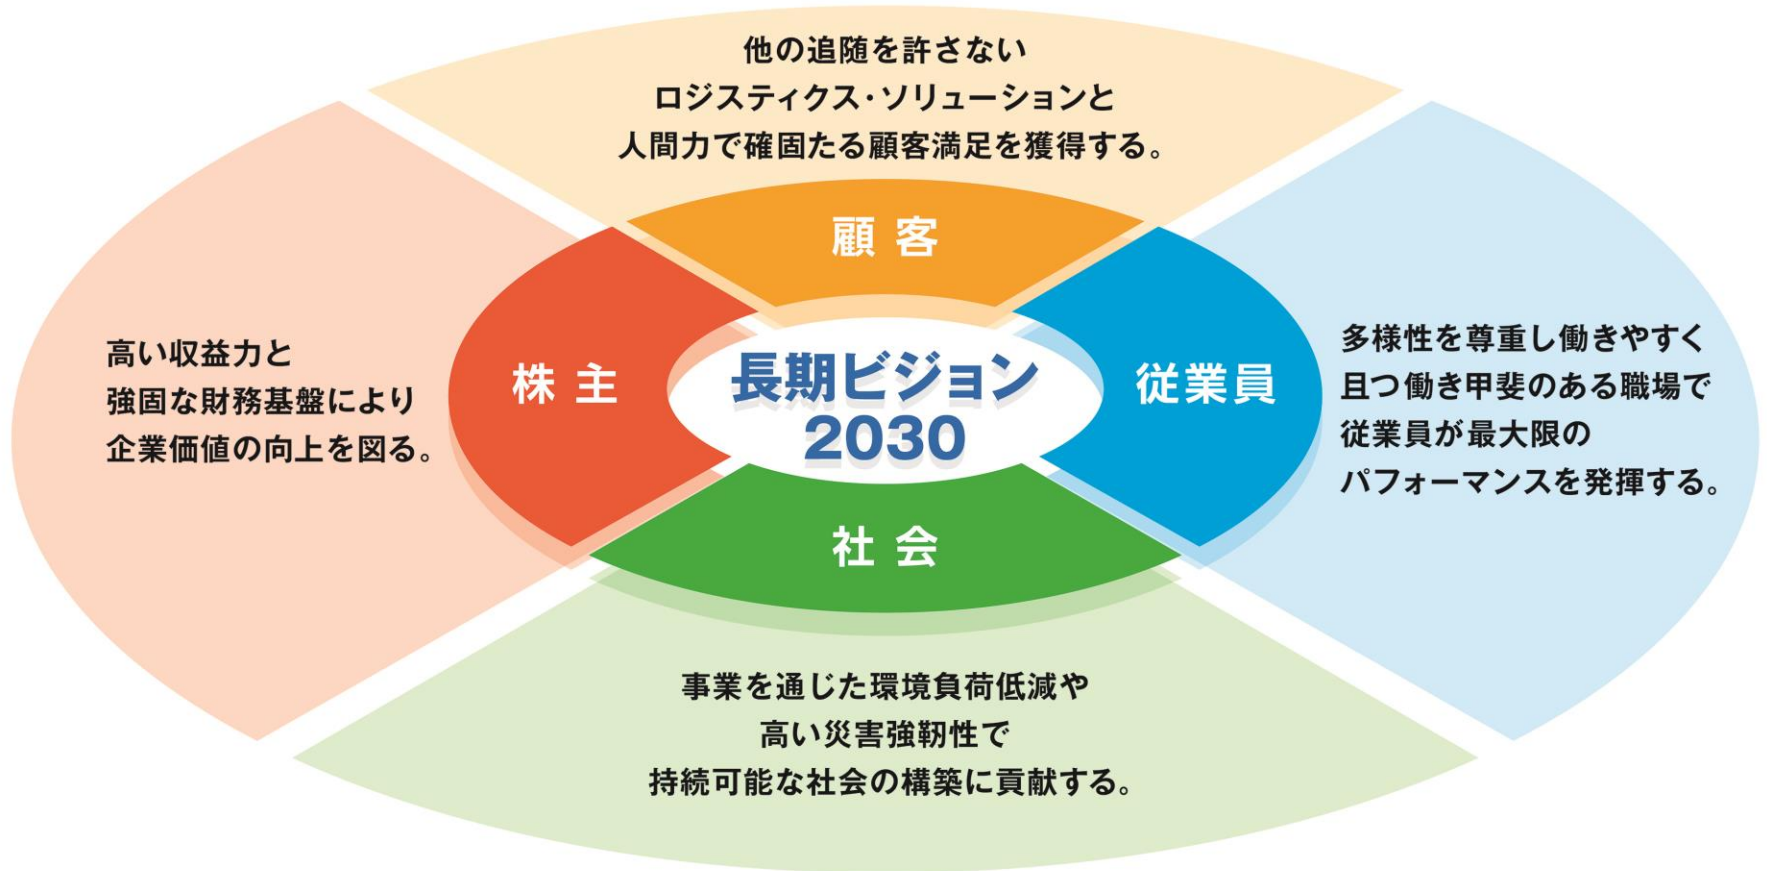 他の追随を許さない
ロジスティクス・ソリューションと
人間力で確固たる顧客満足を獲得する。
顧客
高い収益力と
強固な財務基盤により
企業価値の向上を図る。
株主
長期ビジョン
2030
従業員
多様性を尊重し働きやすく
且つ働き甲斐のある職場で
従業員が最大限の
パフォーマンスを発揮する。
社会
事業を通じた環境負荷低減や
高い災害強靭性で
持続可能な社会の構築に貢献する。